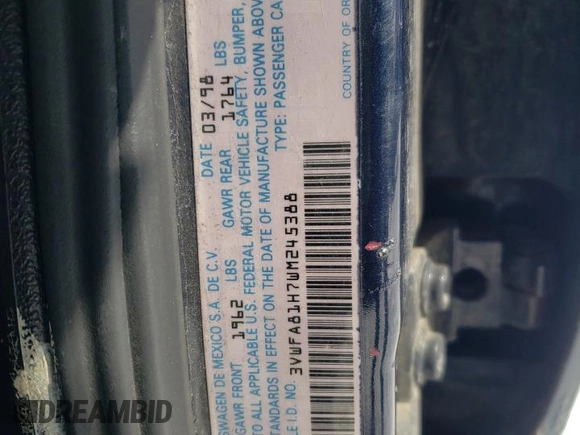 SWAGEN DE MEXICO S.A. DE C.V. DATE 03/98
GAWR FRONT 1962 LBS GAWR REAR 1764 LBS
TO ALL APPLICABLE U.S. FEDERAL MOTOR VEHICLE SAFETY, BUMPER,
STANDARDS IN EFFECT ON THE DATE OF MANUFACTURE SHOWN ABOVE
LE I.D. NO. 3VWFA81H7WM245388 TYPE: PASSENGER CA
COUNTRY OF OR
IDREAMBID